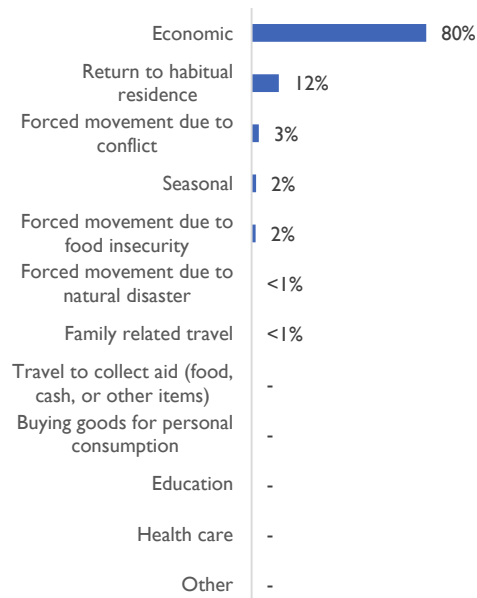 Economic 80%
Return to habitual
residence 12%
Forced movement due to
conflict 3%
Seasonal 2%
Forced movement due to
food insecurity 2%
Forced movement due to
natural disaster <1%
Family related travel <1%
Travel to collect aid (food,
cash, or other items) -
Buying goods for personal
consumption -
Education -
Health care -
Other -